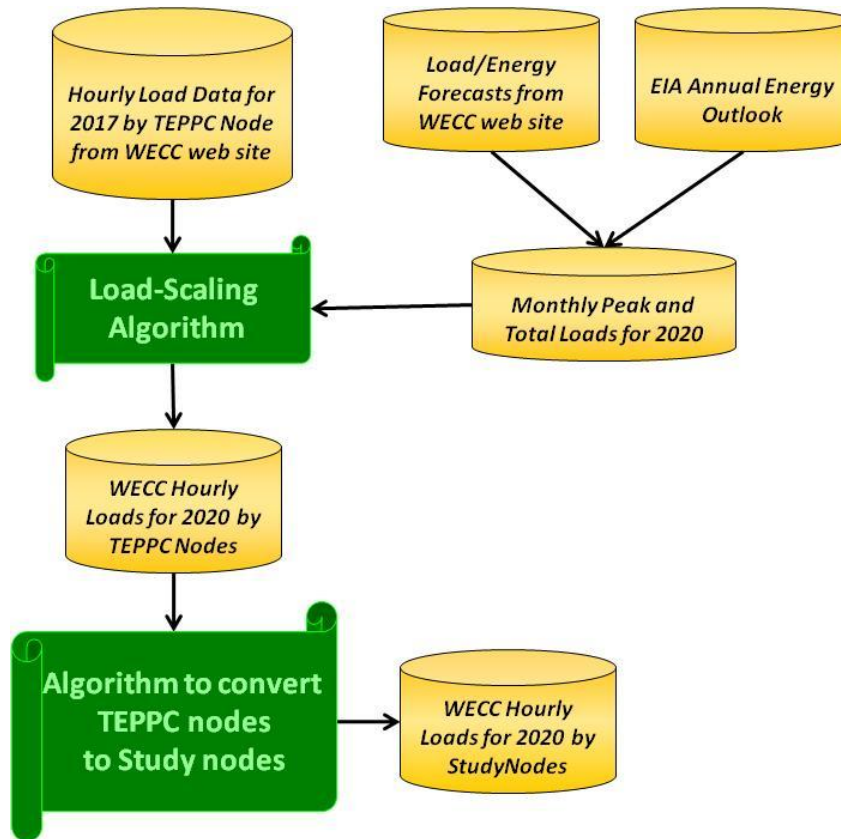 Hourly Load Data for
2017 by TEPPC Node
from WECC web site
Load/Energy
Forecasts from
WECC web site
EIA Annual Energy
Outlook
Load-Scaling
Algorithm
Monthly Peak and
Total Loads for 2020
WECC Hourly
Loads for 2020 by
TEPPC Nodes
Algorithm to convert
TEPPC nodes
to Study nodes
WECC Hourly
Loads for 2020 by
StudyNodes